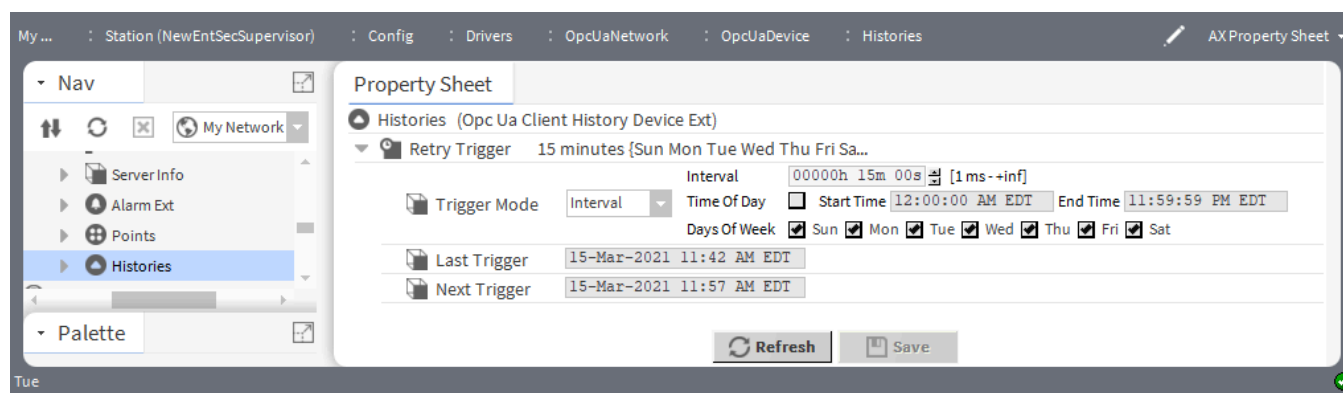 My ... : Station (NewEntSecSupervisor) : Config : Drivers : OpcUaNetwork : OpcUaDevice : Histories AX Property Sheet
Nav
My Network
Server Info
Alarm Ext
Points
Histories
Palette
Property Sheet
Histories (Opc Ua Client History Device Ext)
Retry Trigger 15 minutes {Sun Mon Tue Wed Thu Fri Sa...
Trigger Mode Interval
Interval 00000h 15m 00s [1 ms - +inf]
Time Of Day Start Time 12:00:00 AM EDT End Time 11:59:59 PM EDT
Days Of Week Sun Mon Tue Wed Thu Fri Sat
Last Trigger 15-Mar-2021 11:42 AM EDT
Next Trigger 15-Mar-2021 11:57 AM EDT
Refresh Save
Tue